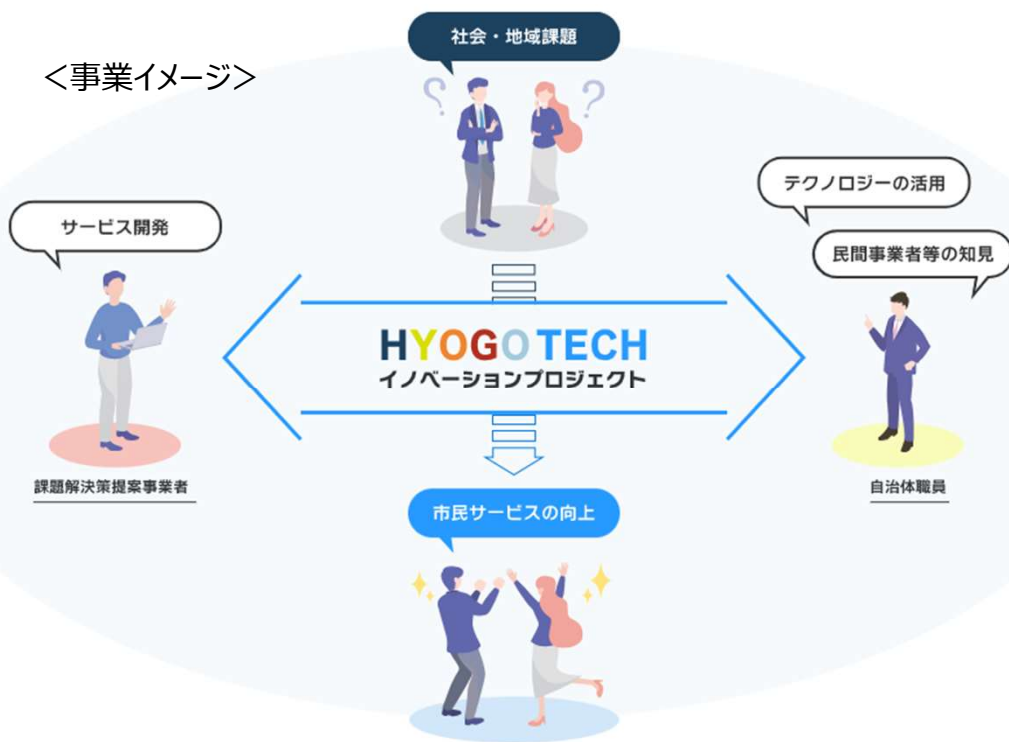 社会・地域課題
＜事業イメージ＞
テクノロジーの活用
サービス開発
民間事業者等の知見
HYOGO TECH
イノベーションプロジェクト
課題解決策提案事業者
自治体職員
市民サービスの向上